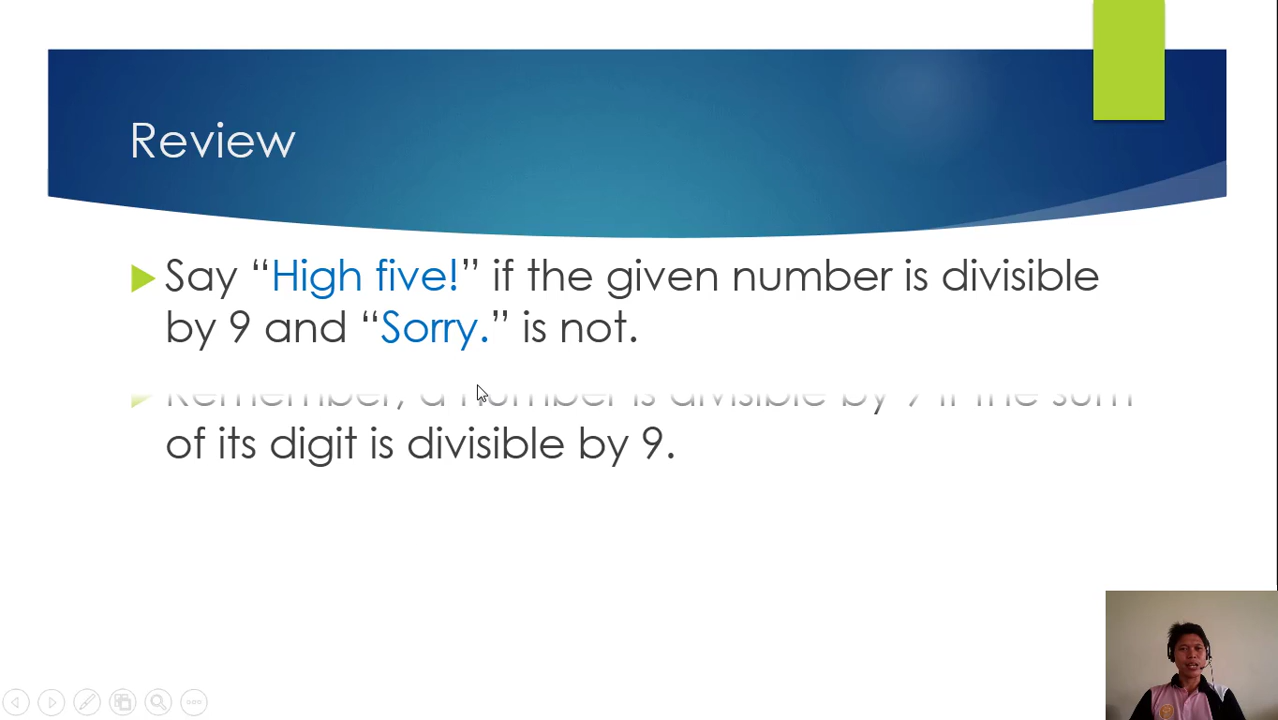 Review
Say “High five!” if the given number is divisible
by 9 and “Sorry.” is not.
Remember, a number is divisible by 9 if the sum
of its digit is divisible by 9.